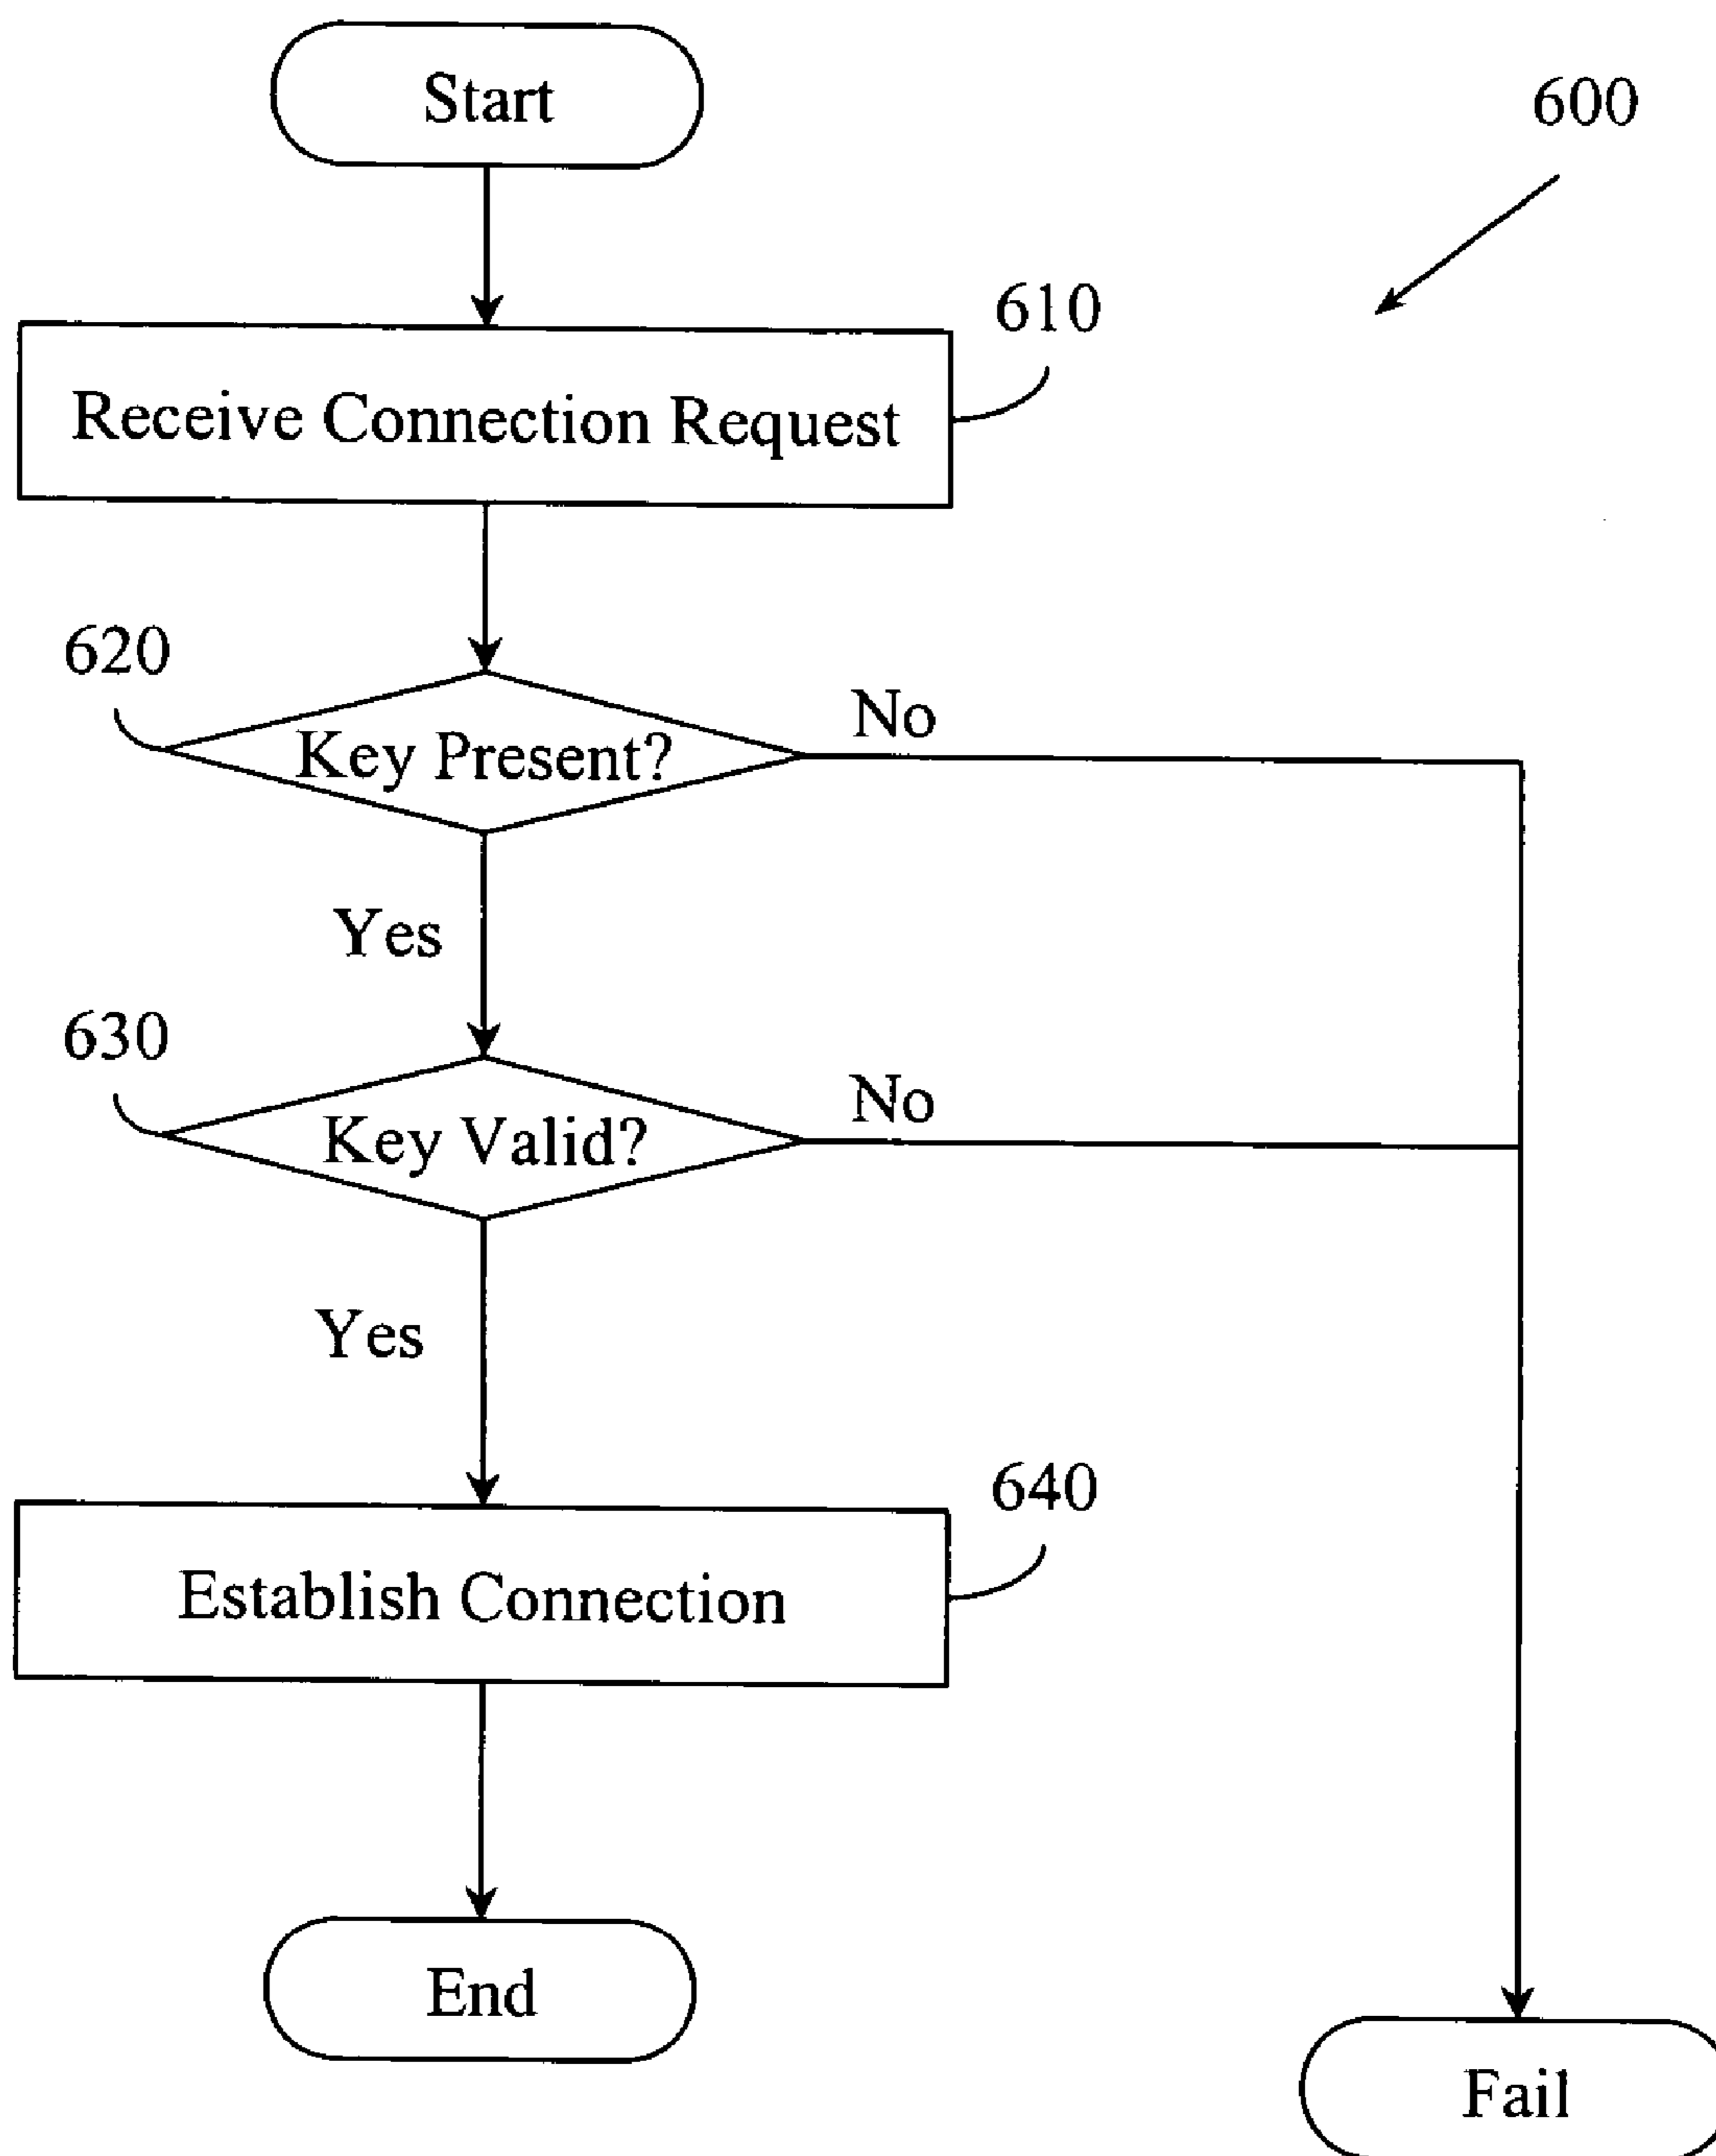 Start
600
610
Receive Connection Request
620
No
Key Present?
Yes
630
No
Key Valid?
Yes
640
Establish Connection
End
Fail